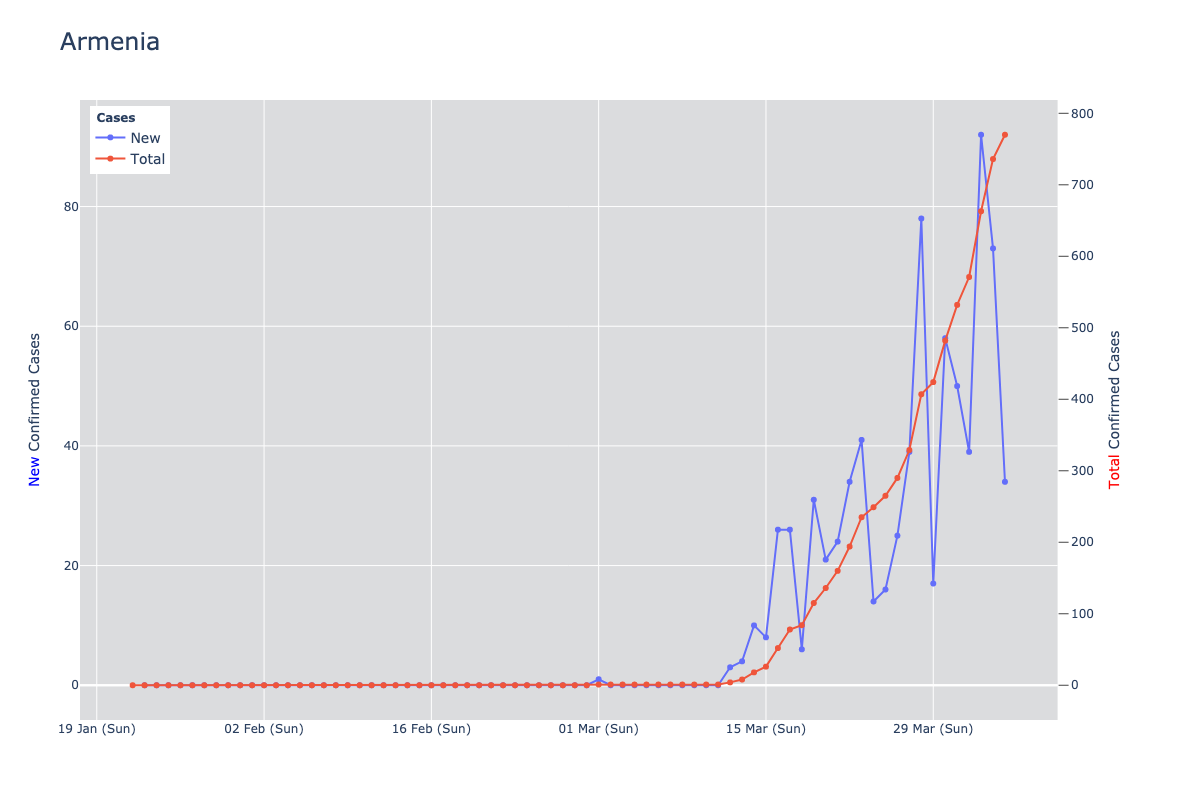 Armenia
Cases
New
Total
80
60
40
20
0
800
700
600
500
400
300
200
100
0
New Confirmed Cases
Total Confirmed Cases
19 Jan (Sun) 02 Feb (Sun) 16 Feb (Sun) 01 Mar (Sun) 15 Mar (Sun) 29 Mar (Sun)